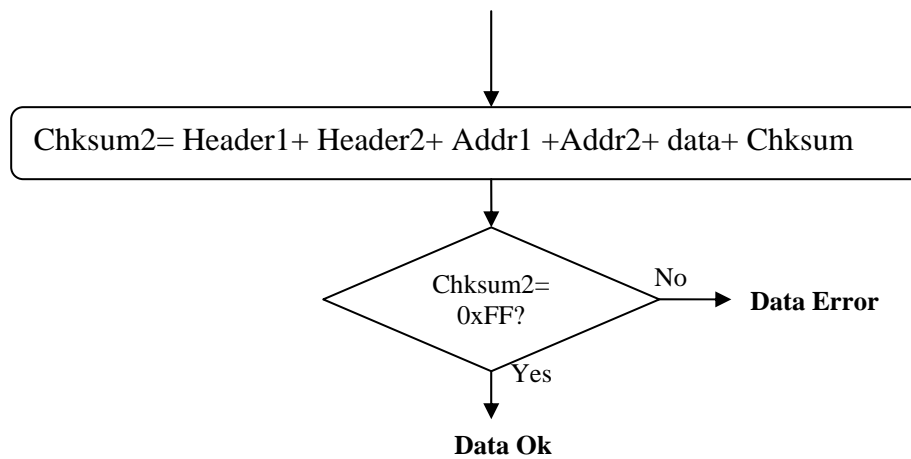 Chksum2= Header1+ Header2+ Addr1 +Addr2+ data+ Chksum
Chksum2=
0xFF?
No
Data Error
Yes
Data Ok